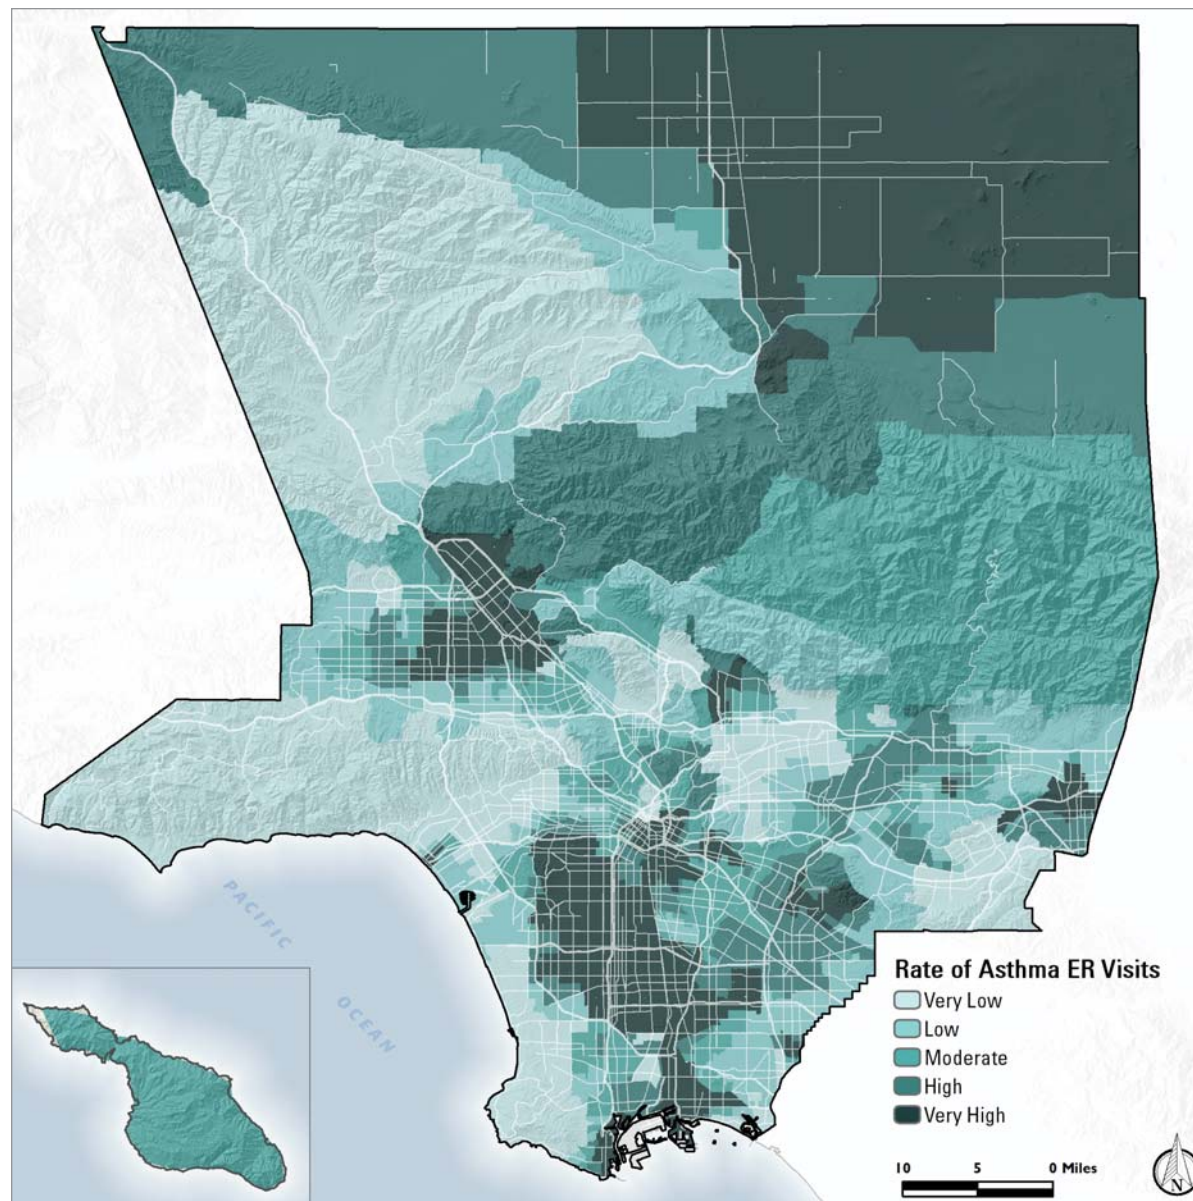 PACIFIC
OCEAN
Rate of Asthma ER Visits
Very Low
Low
Moderate
High
Very High
10 5 0 Miles
N